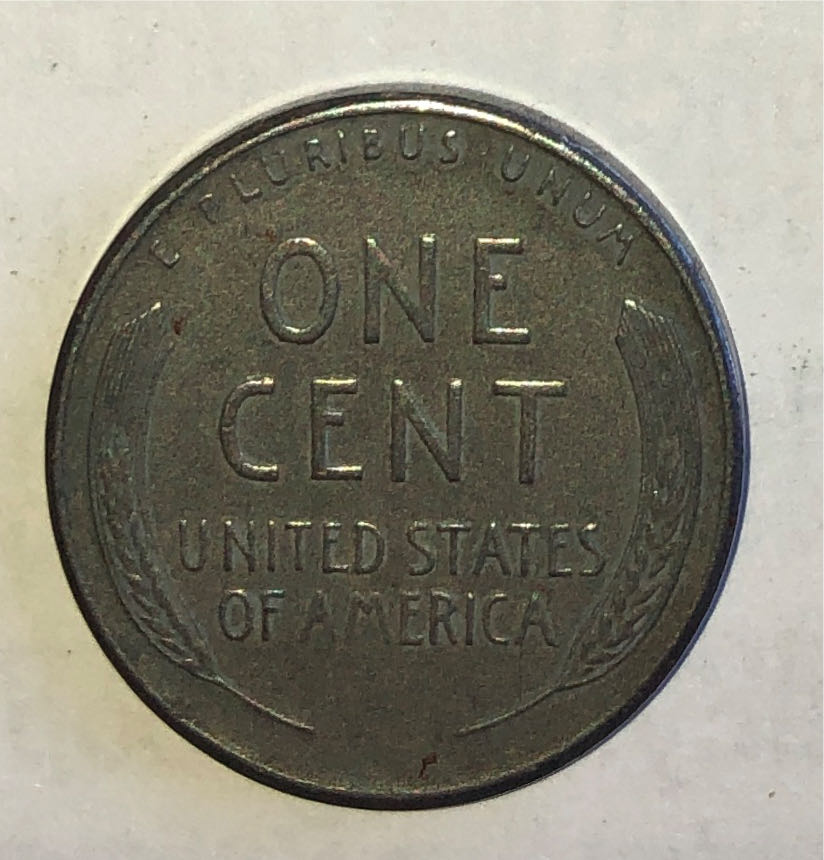 E PLURIBUS UNUM
ONE
CENT
UNITED STATES
OF AMERICA